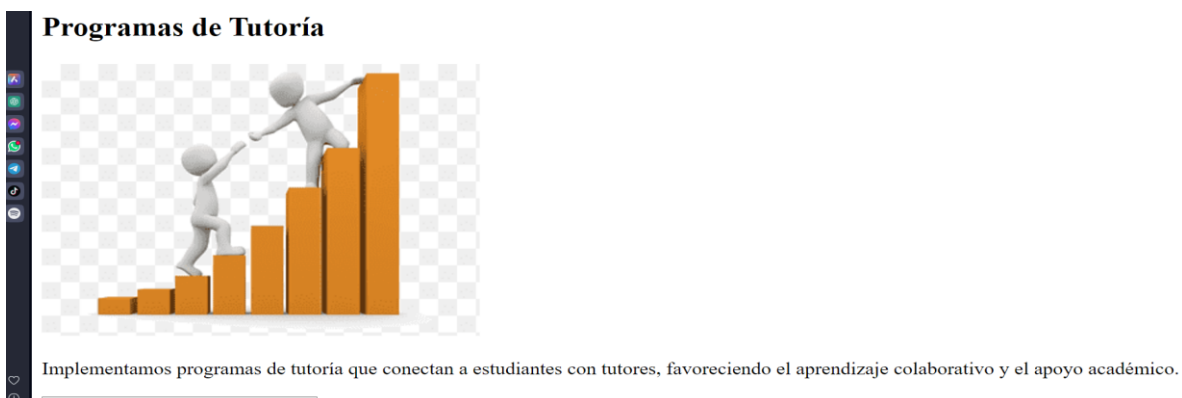 Programas de Tutoría
Implementamos programas de tutoría que conectan a estudiantes con tutores, favoreciendo el aprendizaje colaborativo y el apoyo académico.